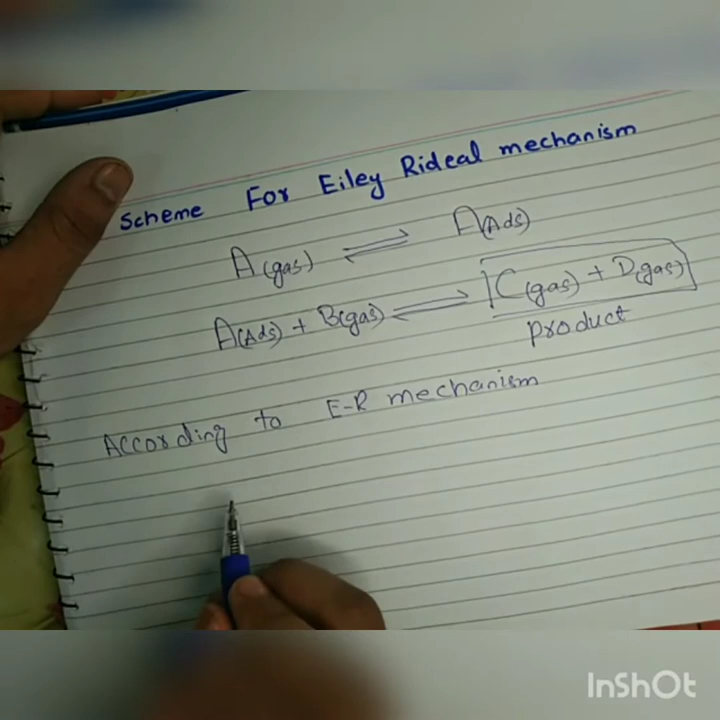 Scheme For Eiley Rideal mechanism
A(gas) ⇌ A(Ads)
A(Ads) + B(gas) ⇌ C(gas) + D(gas)
product
According to E-R mechanism
InShOt